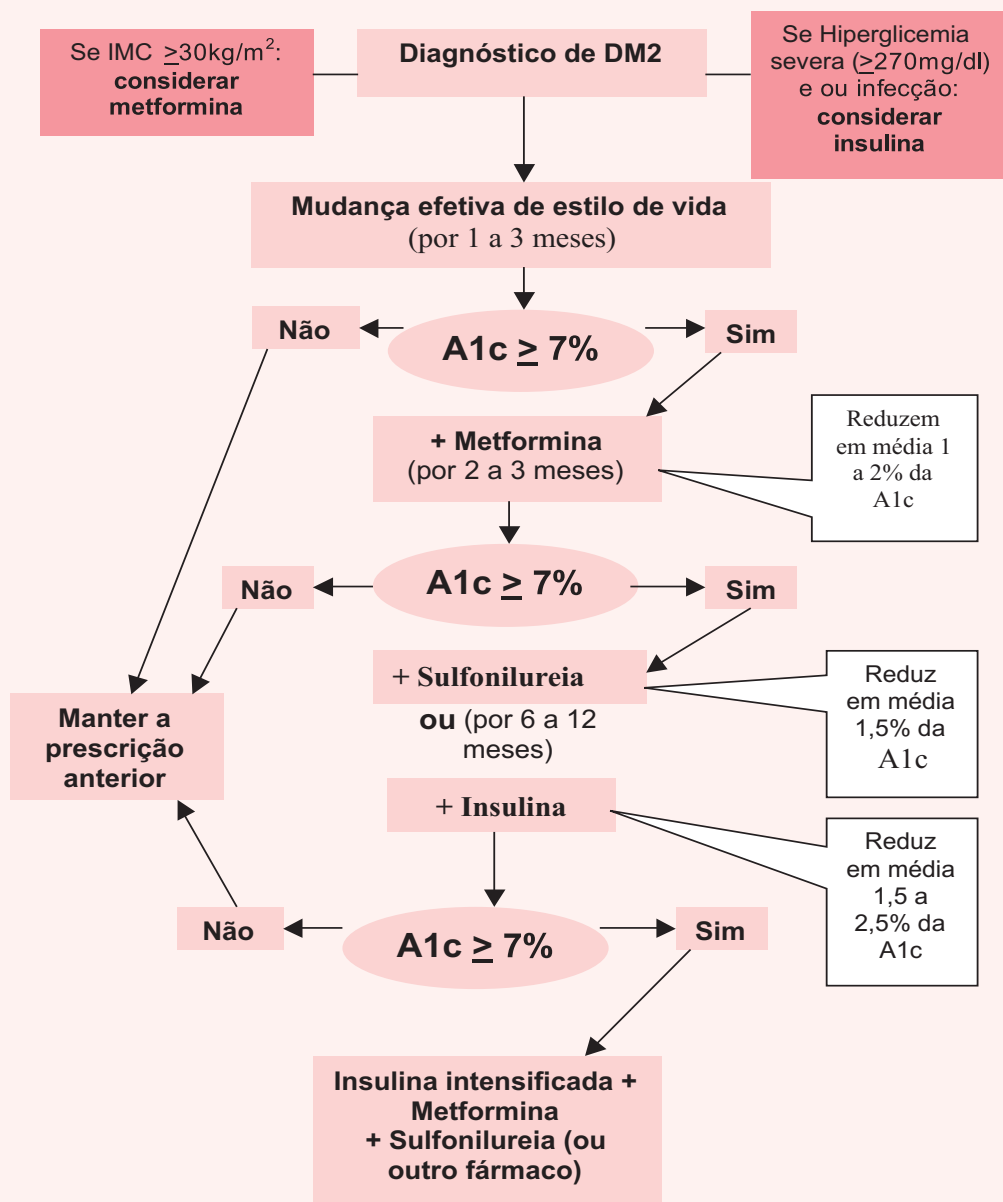 Se IMC ≥30kg/m²:
considerar
metformina
Diagnóstico de DM2
Se Hiperglicemia
severa (≥270mg/dl)
e ou infecção:
considerar
insulina
Mudança efetiva de estilo de vida
(por 1 a 3 meses)
Não
A1c ≥ 7%
Sim
+ Metformina
(por 2 a 3 meses)
Reduzem
em média 1
a 2% da
A1c
Não
A1c ≥ 7%
Sim
+ Sulfonilureia
ou (por 6 a 12
meses)
Reduz
em média
1,5% da
A1c
Manter a
prescrição
anterior
+ Insulina
Reduz
em média
1,5 a
2,5% da
A1c
Não
A1c ≥ 7%
Sim
Insulina intensificada +
Metformina
+ Sulfonilureia (ou
outro fármaco)